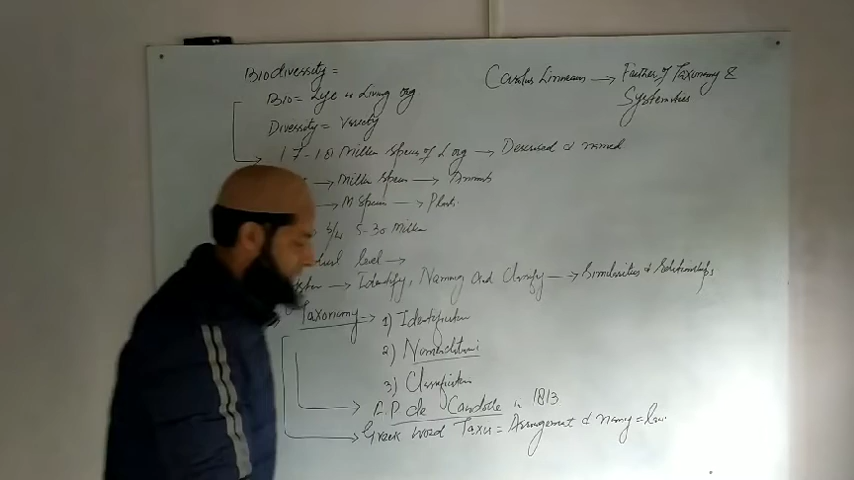 Biodiversity =
Carolus Linnaeus → Father of Taxonomy &
Systematics
Bio = Life or Living org
Diversity = Variety
1.7-1.8 Million species of L org → Described & named
→ Million species → Animals
→ M species → Plants
5-30 Million
level →
→ Identify, Naming and Classify → Similarities & Relationships
Taxonomy → 1) Identification
2) Nomenclature
3) Classification
A.P de Candolle in 1813
Greek word Taxis = Arrangement & nomy = law